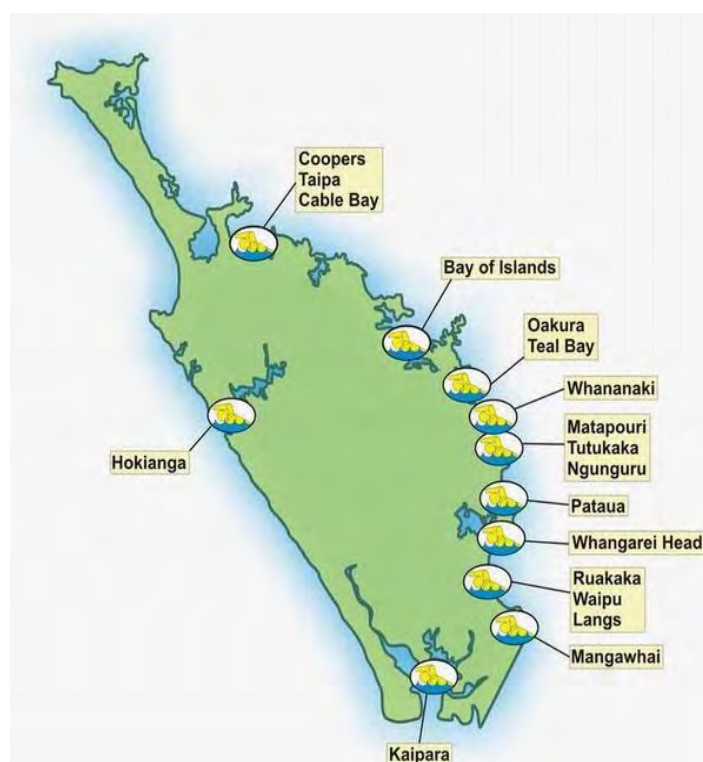 Coopers
Taipa
Cable Bay
Bay of Islands
Oakura
Teal Bay
Whananaki
Matapouri
Tutukaka
Ngunguru
Hokianga
Pataua
Whangarei Head
Ruakaka
Waipu
Langs
Mangawhai
Kaipara